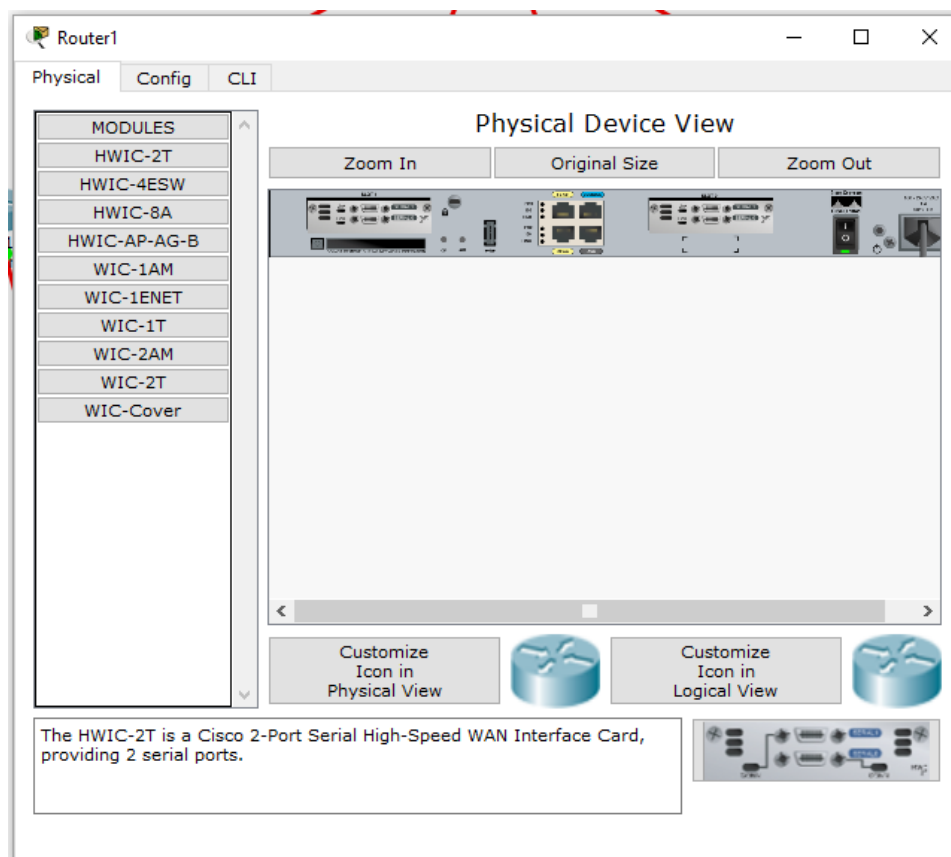 Router1
Physical Config CLI
MODULES
HWIC-2T
HWIC-4ESW
HWIC-8A
HWIC-AP-AG-B
WIC-1AM
WIC-1ENET
WIC-1T
WIC-2AM
WIC-2T
WIC-Cover
Physical Device View
Zoom In Original Size Zoom Out
Customize
Icon in
Physical View
Customize
Icon in
Logical View
The HWIC-2T is a Cisco 2-Port Serial High-Speed WAN Interface Card,
providing 2 serial ports.